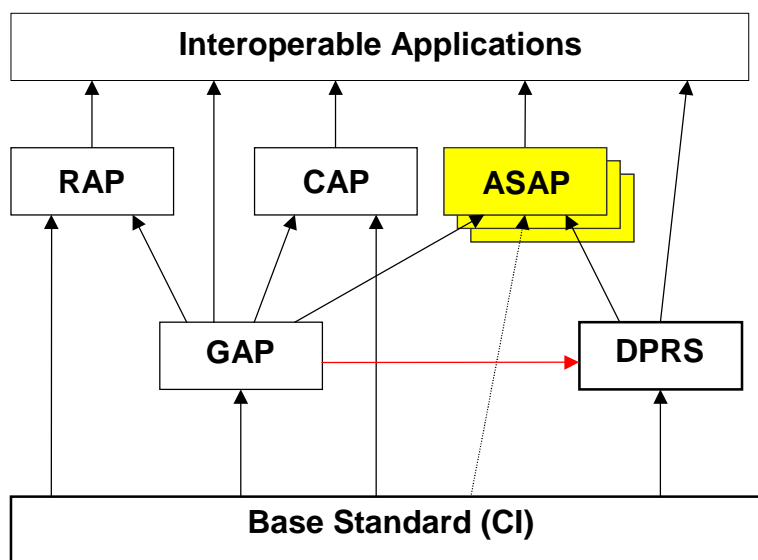 Interoperable Applications
RAP
CAP
ASAP
GAP
DPRS
Base Standard (CI)